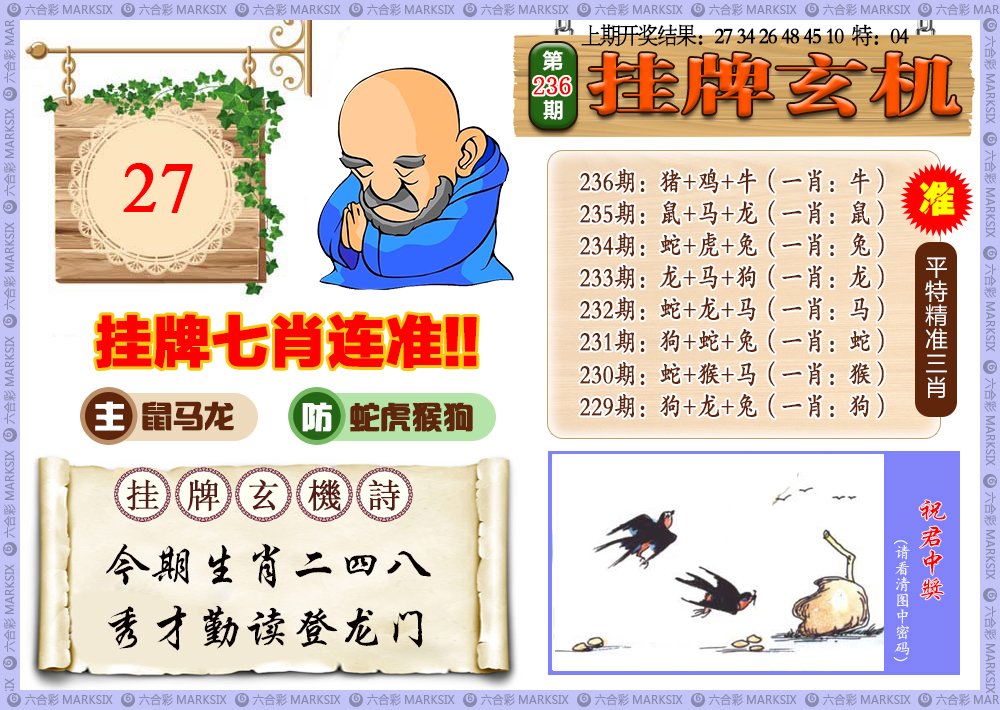 上期开奖结果：27 34 26 48 45 10 特：04
第
236
期
挂牌玄机
27
236期：猪+鸡+牛（一肖：牛）
235期：鼠+马+龙（一肖：鼠）
234期：蛇+虎+兔（一肖：兔）
233期：龙+马+狗（一肖：龙）
232期：蛇+龙+马（一肖：马）
231期：狗+蛇+兔（一肖：蛇）
230期：蛇+猴+马（一肖：猴）
229期：狗+龙+兔（一肖：狗）
准
平特精准三肖
挂牌七肖连准!!
主 鼠马龙
防 蛇虎猴狗
挂牌玄機詩
今期生肖二四八
秀才勤读登龙门
祝君中獎
（请看清图中密码）
六合彩 MARKSIX